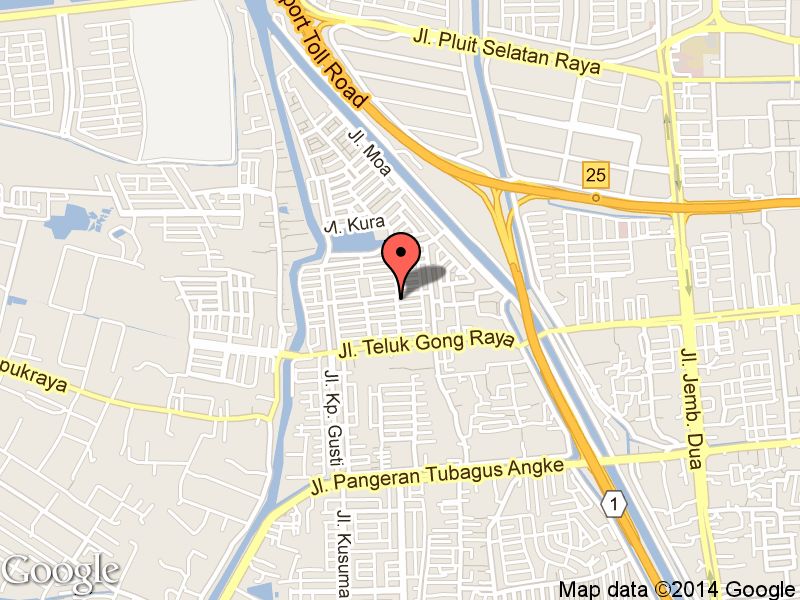 port Toll Road
Jl. Pluit Selatan Raya
Jl. Moa
25
Kura
Jl. Teluk Gong Raya
pukraya
Jl. Kp. Gusti
Jl. Jemb. Dua
Jl. Pangeran Tubagus Angke
1
Jl. Kusuma
Google
Map data ©2014 Google